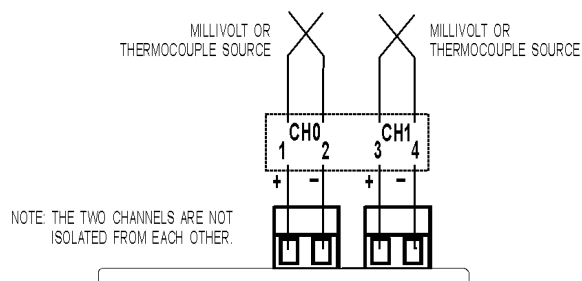 MILLIVOLT OR
THERMOCOUPLE SOURCE
MILLIVOLT OR
THERMOCOUPLE SOURCE
CH0 CH1
1 2 3 4
+ − + −
NOTE: THE TWO CHANNELS ARE NOT
ISOLATED FROM EACH OTHER.